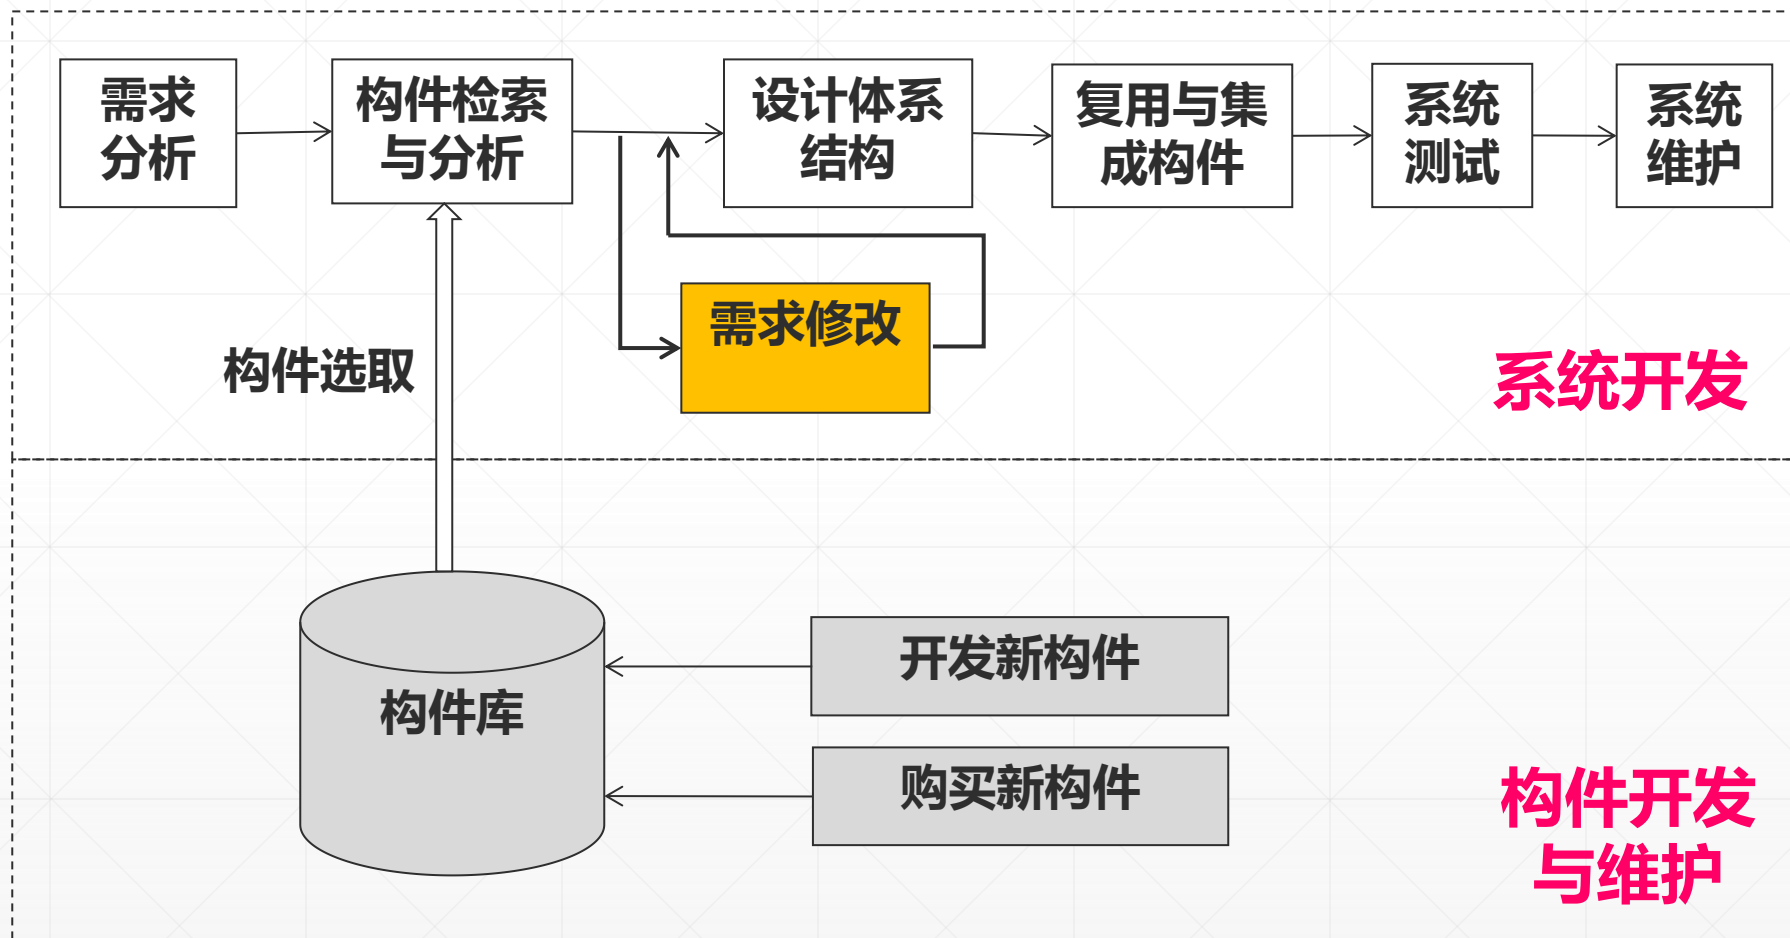 需求
分析
构件检索
与分析
设计体系
结构
复用与集
成构件
系统
测试
系统
维护
需求修改
构件选取
系统开发
构件库
开发新构件
购买新构件
构件开发
与维护